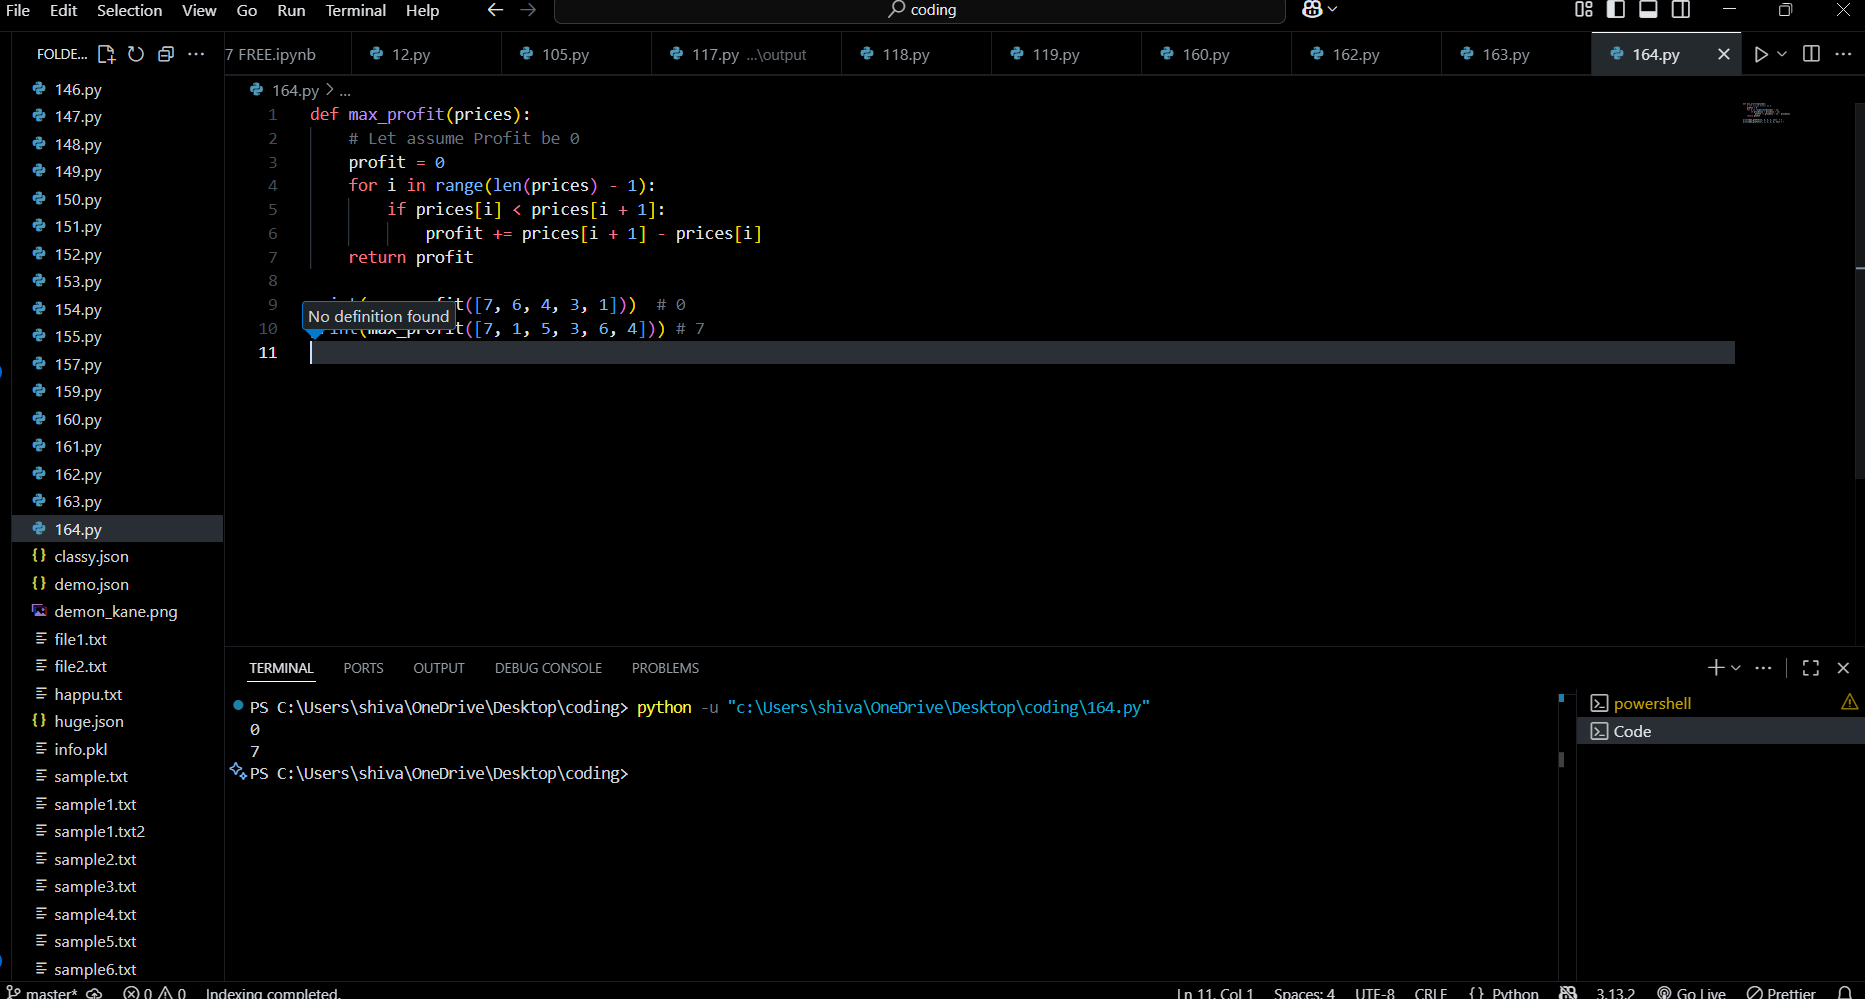 File Edit Selection View Go Run Terminal Help
coding
FOLDE...
7 FREE.ipynb
12.py
105.py
117.py ...\output
118.py
119.py
160.py
162.py
163.py
164.py
146.py
147.py
148.py
149.py
150.py
151.py
152.py
153.py
154.py
155.py
157.py
159.py
160.py
161.py
162.py
163.py
164.py
classy.json
demo.json
demon_kane.png
file1.txt
file2.txt
happu.txt
huge.json
info.pkl
sample.txt
sample1.txt
sample1.txt2
sample2.txt
sample3.txt
sample4.txt
sample5.txt
sample6.txt
164.py > ...
1 def max_profit(prices):
2 # Let assume Profit be 0
3 profit = 0
4 for i in range(len(prices) - 1):
5 if prices[i] < prices[i + 1]:
6 profit += prices[i + 1] - prices[i]
7 return profit
8
9 ([7, 6, 4, 3, 1])) # 0
No definition found
10 print(max_profit([7, 1, 5, 3, 6, 4])) # 7
11
TERMINAL PORTS OUTPUT DEBUG CONSOLE PROBLEMS
PS C:\Users\shiva\OneDrive\Desktop\coding> python -u "c:\Users\shiva\OneDrive\Desktop\coding\164.py"
0
7
PS C:\Users\shiva\OneDrive\Desktop\coding>
powershell
Code
master* 0 0 Indexing completed. Ln 11, Col 1 Spaces: 4 UTF-8 CRLF {} Python 3.13.2 Go Live Prettier